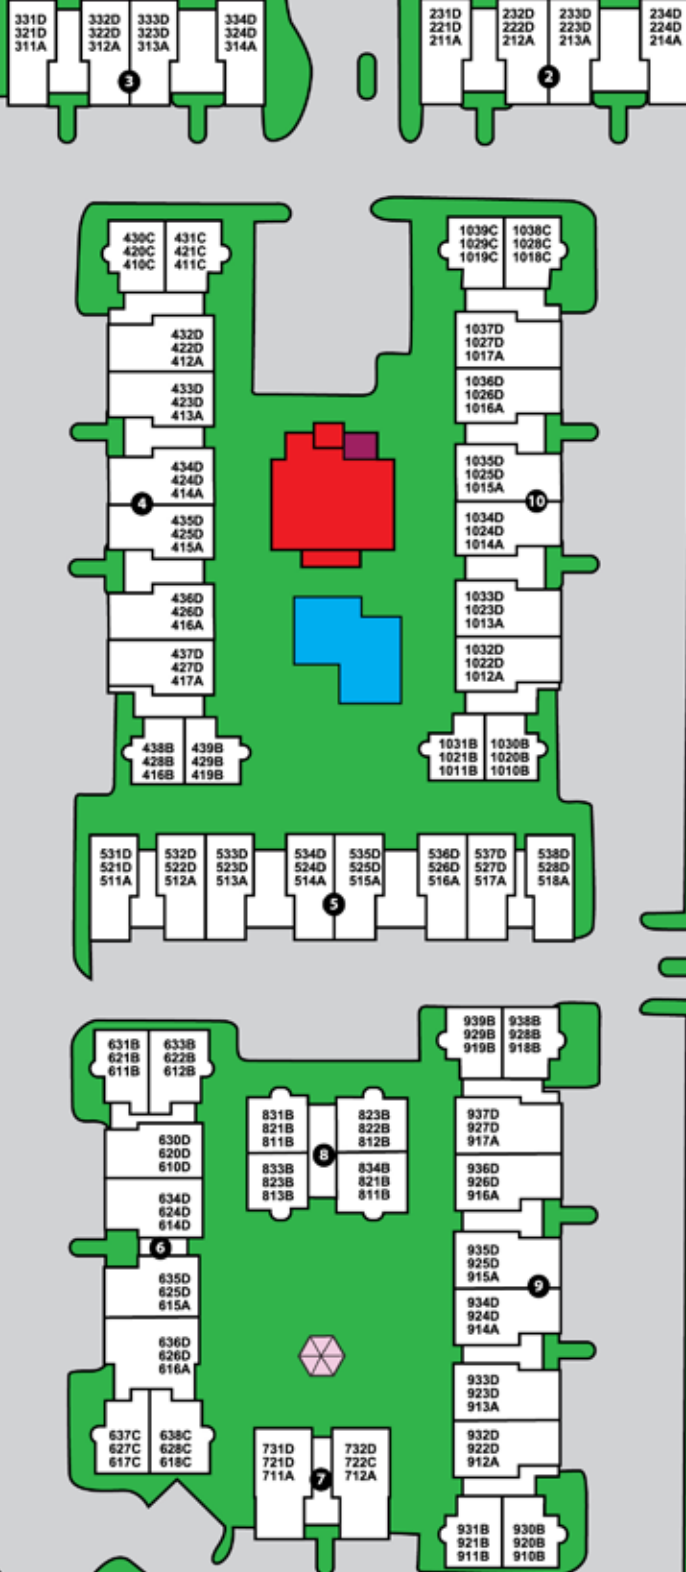 331D
321D
311A
332D
322D
312A
333D
323D
313A
334D
324D
314A
3
231D
221D
211A
232D
222D
212A
233D
223D
213A
234D
224D
214A
2
430C
420C
410C
431C
421C
411C
432D
422D
412A
433D
423D
413A
434D
424D
414A
4
435D
425D
415A
436D
426D
416A
437D
427D
417A
438B
428B
416B
439B
429B
419B
1039C
1029C
1019C
1038C
1028C
1018C
1037D
1027D
1017A
1036D
1026D
1016A
1035D
1025D
1015A
10
1034D
1024D
1014A
1033D
1023D
1013A
1032D
1022D
1012A
1031B
1021B
1011B
1030B
1020B
1010B
531D
521D
511A
532D
522D
512A
533D
523D
513A
534D
524D
514A
535D
525D
515A
536D
526D
516A
537D
527D
517A
538D
528D
518A
5
631B
621B
611B
633B
622B
612B
630D
620D
610D
634D
624D
614D
6
635D
625D
615A
636D
626D
616A
637C
627C
617C
638C
628C
618C
831B
821B
811B
823B
822B
812B
8
833B
823B
813B
834B
821B
811B
939B
929B
919B
938B
928B
918B
937D
927D
917A
936D
926D
916A
935D
925D
915A
9
934D
924D
914A
933D
923D
913A
932D
922D
912A
931B
921B
911B
930B
920B
910B
731D
721D
711A
732D
722C
712A
7